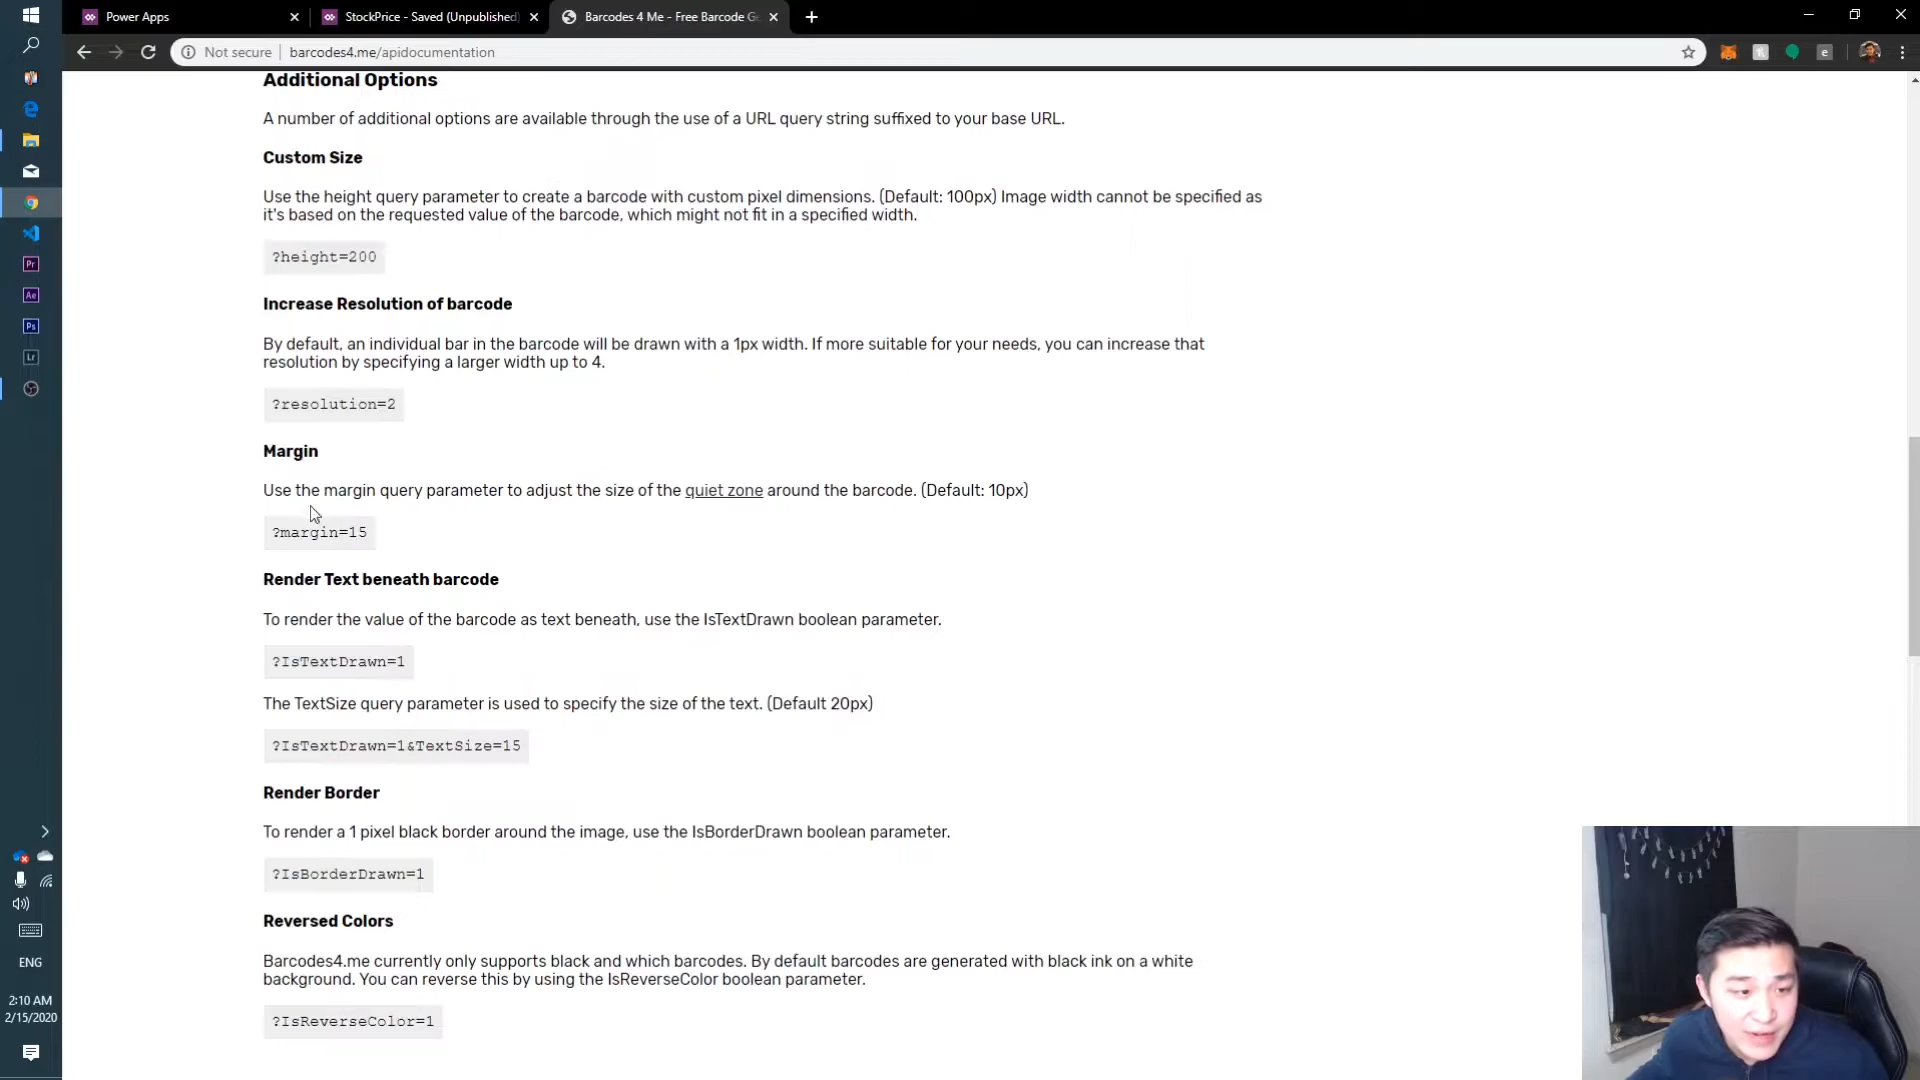 Power Apps
StockPrice - Saved (Unpublished)
Barcodes 4 Me - Free Barcode Ge
Not secure
barcodes4.me/apidocumentation
Additional Options
A number of additional options are available through the use of a URL query string suffixed to your base URL.
Custom Size
Use the height query parameter to create a barcode with custom pixel dimensions. (Default: 100px) Image width cannot be specified as
it's based on the requested value of the barcode, which might not fit in a specified width.
?height=200
Increase Resolution of barcode
By default, an individual bar in the barcode will be drawn with a 1px width. If more suitable for your needs, you can increase that
resolution by specifying a larger width up to 4.
?resolution=2
Margin
Use the margin query parameter to adjust the size of the quiet zone around the barcode. (Default: 10px)
?margin=15
Render Text beneath barcode
To render the value of the barcode as text beneath, use the IsTextDrawn boolean parameter.
?IsTextDrawn=1
The TextSize query parameter is used to specify the size of the text. (Default 20px)
?IsTextDrawn=1&TextSize=15
Render Border
To render a 1 pixel black border around the image, use the IsBorderDrawn boolean parameter.
?IsBorderDrawn=1
Reversed Colors
Barcodes4.me currently only supports black and which barcodes. By default barcodes are generated with black ink on a white
background. You can reverse this by using the IsReverseColor boolean parameter.
?IsReverseColor=1
Pr
Ae
Ps
Lr
e
ENG
2:10 AM
2/15/2020